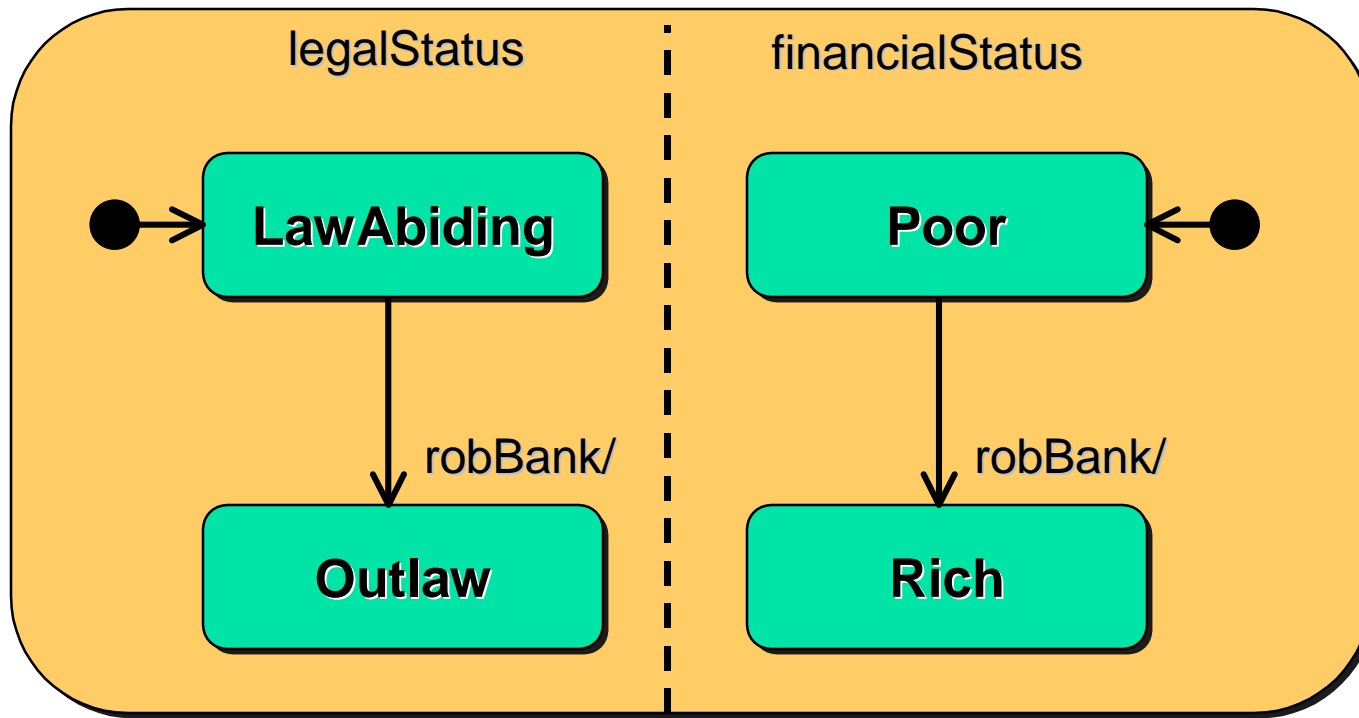 legalStatus
financialStatus
LawAbiding
Poor
robBank/
robBank/
Outlaw
Rich